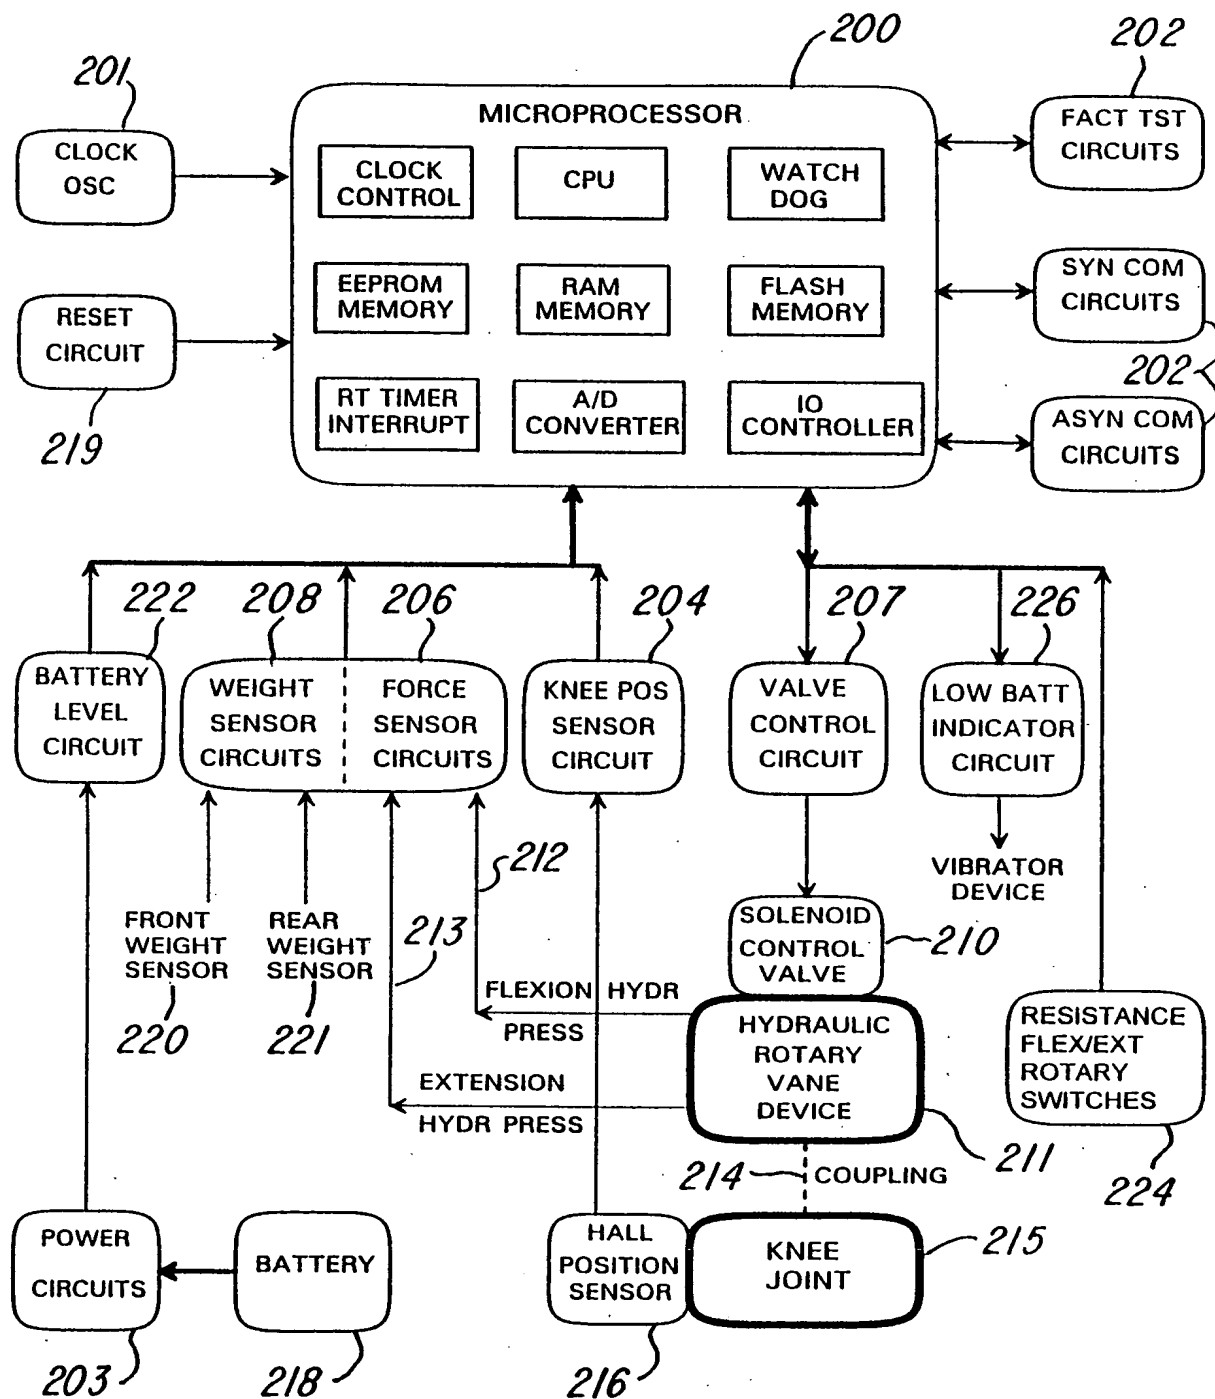 200
202
201
MICROPROCESSOR
CLOCK
OSC
FACT TST
CIRCUITS
CLOCK
CONTROL
CPU
WATCH
DOG
EEPROM
MEMORY
RAM
MEMORY
FLASH
MEMORY
SYN COM
CIRCUITS
RESET
CIRCUIT
202
RT TIMER
INTERRUPT
A/D
CONVERTER
IO
CONTROLLER
ASYN COM
CIRCUITS
219
222
208
206
204
207
226
BATTERY
LEVEL
CIRCUIT
WEIGHT
SENSOR
CIRCUITS
FORCE
SENSOR
CIRCUITS
KNEE POS
SENSOR
CIRCUIT
VALVE
CONTROL
CIRCUIT
LOW BATT
INDICATOR
CIRCUIT
212
VIBRATOR
DEVICE
FRONT
WEIGHT
SENSOR
REAR
WEIGHT
SENSOR
213
SOLENOID
CONTROL
VALVE
210
220
221
FLEXION HYDR
PRESS
HYDRAULIC
ROTARY
VANE
DEVICE
RESISTANCE
FLEX/EXT
ROTARY
SWITCHES
EXTENSION
HYDR PRESS
211
214
COUPLING
224
POWER
CIRCUITS
BATTERY
HALL
POSITION
SENSOR
KNEE
JOINT
215
203
218
216